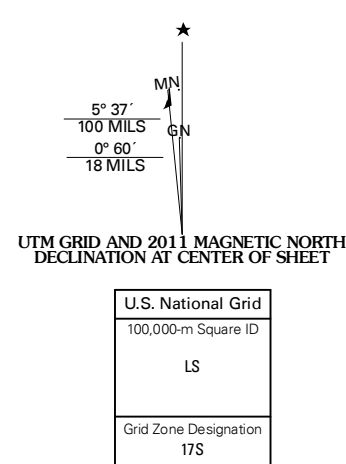 MN
5° 37´
100 MILS
GN
0° 60´
18 MILS
UTM GRID AND 2011 MAGNETIC NORTH
DECLINATION AT CENTER OF SHEET
U.S. National Grid
100,000-m Square ID
LS
Grid Zone Designation
17S